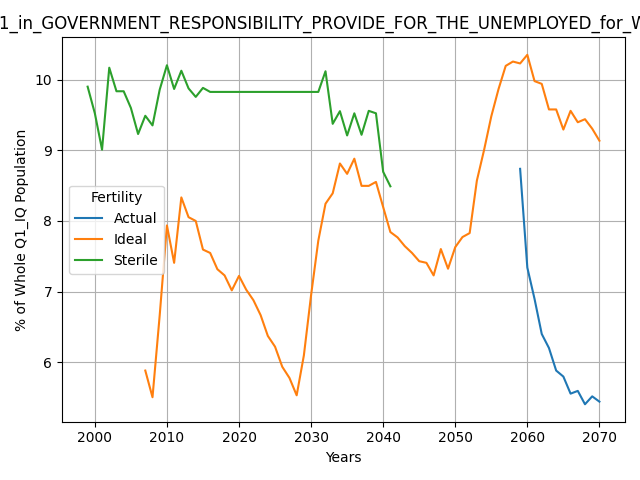 1_in_GOVERNMENT_RESPONSIBILITY_PROVIDE_FOR_THE_UNEMPLOYED_for_W
% of Whole Q1_IQ Population
10
9
8
7
6
Fertility
Actual
Ideal
Sterile
2000 2010 2020 2030 2040 2050 2060 2070
Years